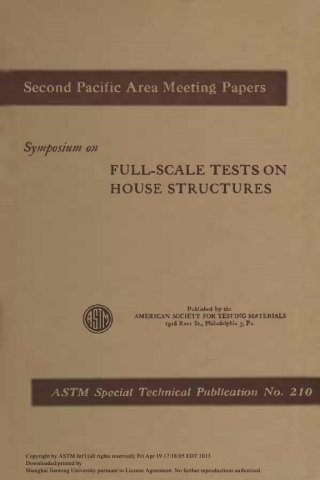 Second Pacific Area Meeting Papers
Symposium on
FULL-SCALE TESTS ON
HOUSE STRUCTURES
Published by the
ASTM
AMERICAN SOCIETY FOR TESTING MATERIALS
1916 Race St., Philadelphia 3, Pa.
ASTM Special Technical Publication No. 210
Copyright by ASTM Int'l (all rights reserved); Fri Apr 19 17:18:05 EDT 2013
Downloaded/printed by
Shanghai Jiaotong University pursuant to License Agreement. No further reproductions authorized.